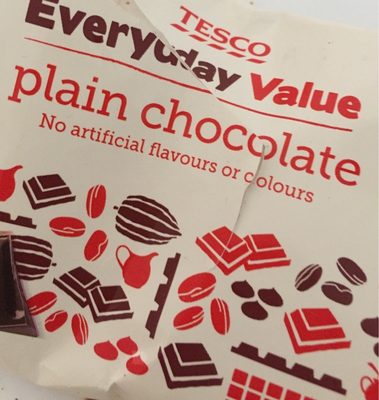 TESCO
Everyday Value
plain chocolate
No artificial flavours or colours